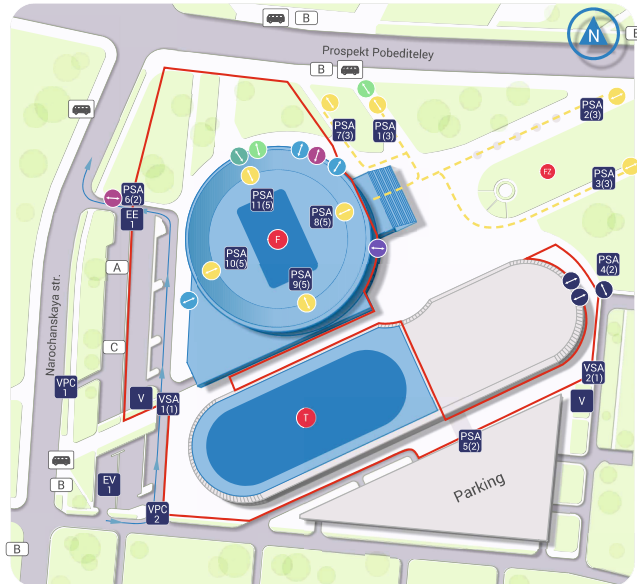 B
N
B
Prospekt Pobediteley
B
PSA
7(3)
PSA
1(3)
PSA
2(3)
PSA
3(3)
FZ
PSA
6(2)
EE
1
PSA
11(5)
PSA
8(5)
F
PSA
10(5)
PSA
9(5)
A
PSA
4(2)
Narochanskaya str.
C
VPC
1
V
VSA
1(1)
VSA
2(1)
V
T
PSA
5(2)
B
EV
1
Parking
VPC
2
B